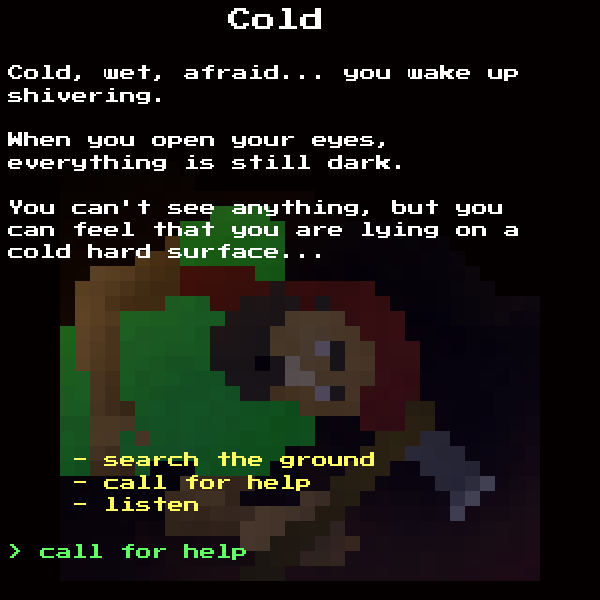 Cold
Cold, wet, afraid... you wake up
shivering.
When you open your eyes,
everything is still dark.
You can't see anything, but you
can feel that you are lying on a
cold hard surface...
- search the ground
- call for help
- listen
> call for help